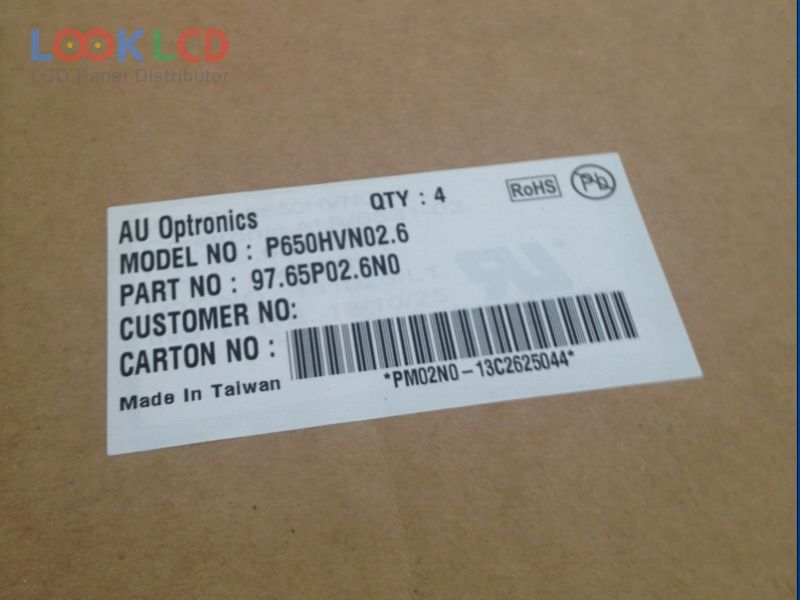 LOOKLCD
LCD Panel Distributor
AU Optronics
QTY : 4
RoHS
Pb
MODEL NO : P650HVN02.6
PART NO : 97.65P02.6N0
CUSTOMER NO:
CARTON NO :
*PM02N0-13C2625044*
Made In Taiwan